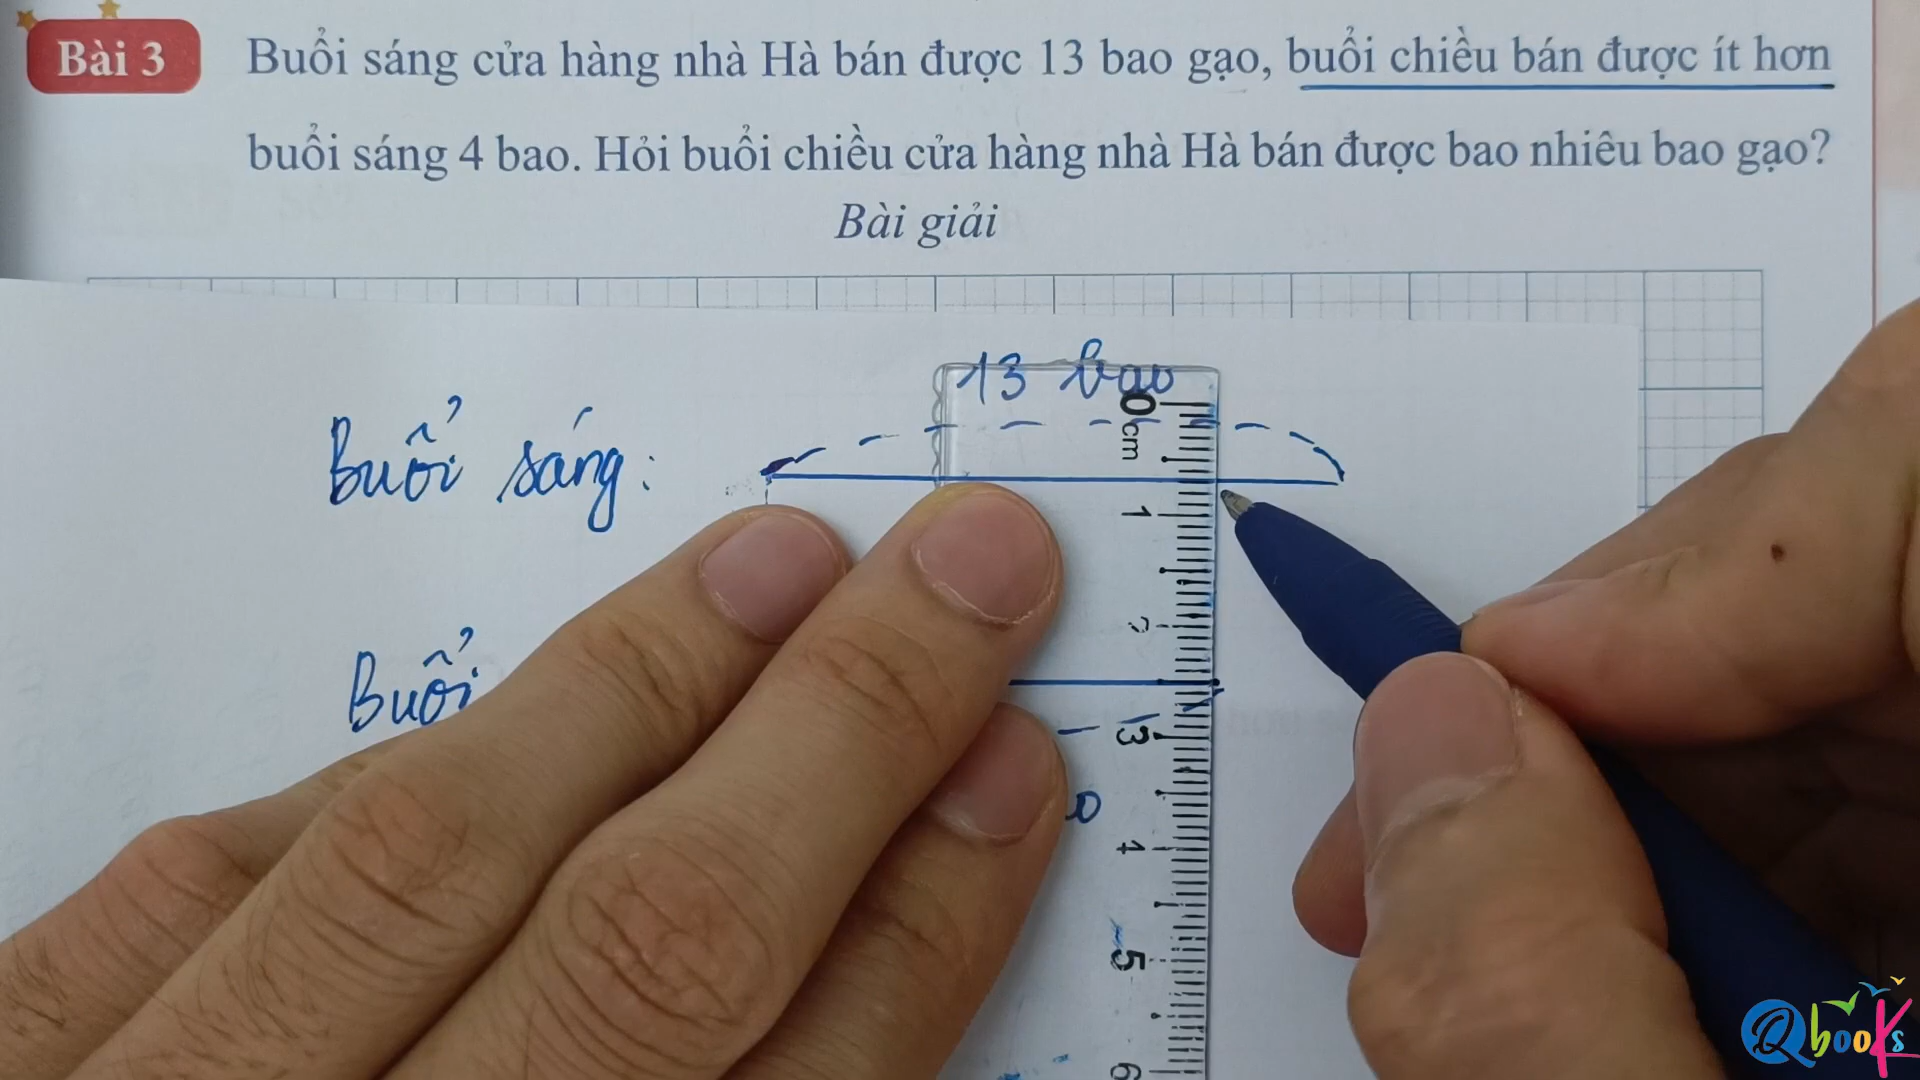 Bài 3
Buổi sáng cửa hàng nhà Hà bán được 13 bao gạo, buổi chiều bán được ít hơn
buổi sáng 4 bao. Hỏi buổi chiều cửa hàng nhà Hà bán được bao nhiêu bao gạo?
Bài giải
13 bao
Buổi sáng:
Buổi
0 cm
1
3
4
5
6
Qbooks